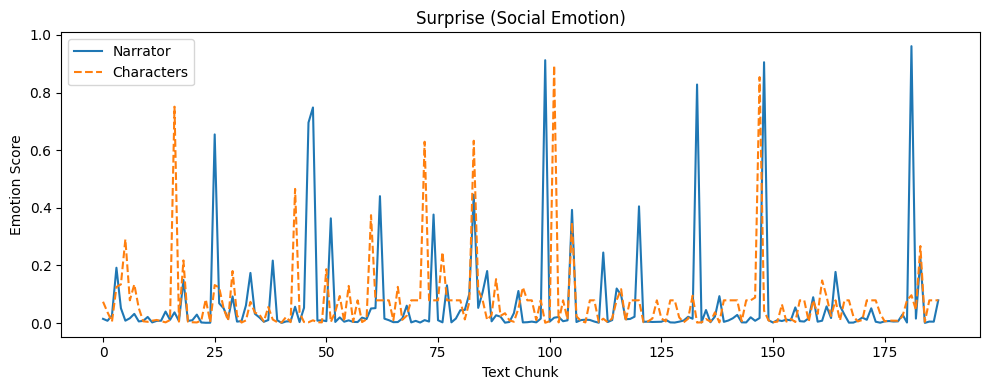 Surprise (Social Emotion)
Narrator
Characters
Emotion Score
1.0
0.8
0.6
0.4
0.2
0.0
0 25 50 75 100 125 150 175
Text Chunk